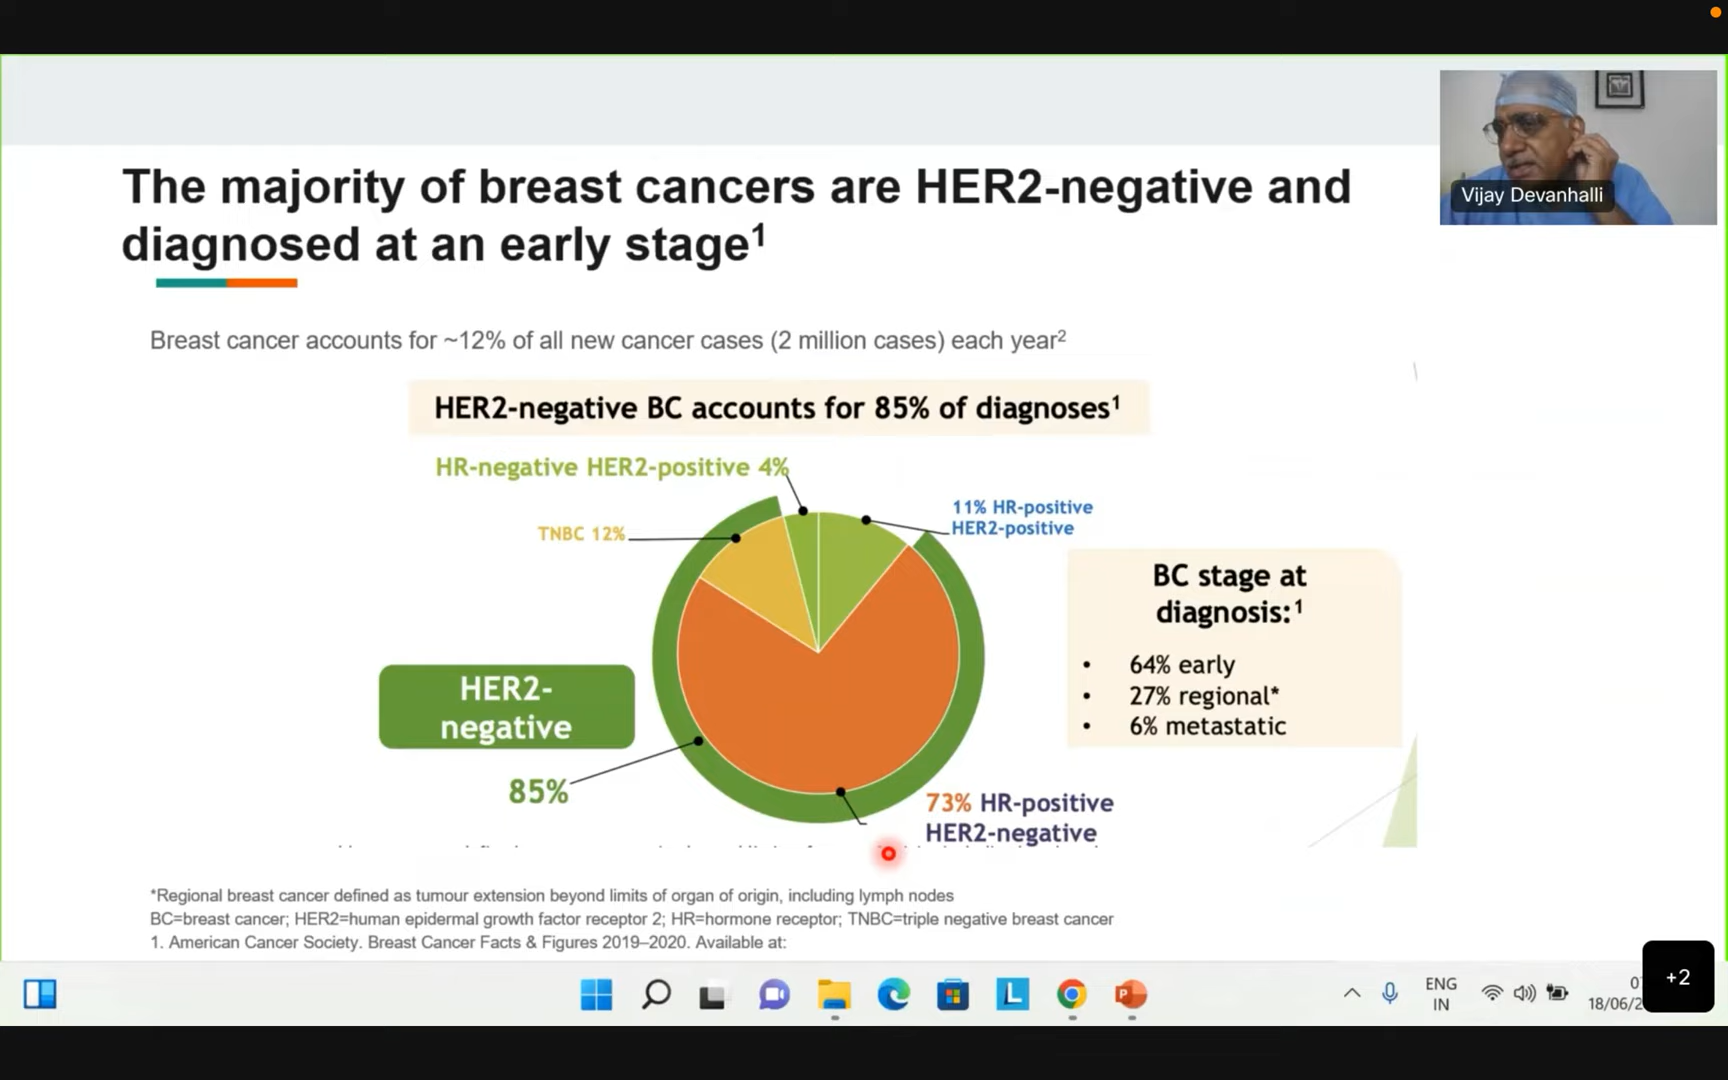 The majority of breast cancers are HER2-negative and
diagnosed at an early stage¹
Vijay Devanhalli
Breast cancer accounts for ~12% of all new cancer cases (2 million cases) each year²
HER2-negative BC accounts for 85% of diagnoses¹
HR-negative HER2-positive 4%
11% HR-positive
HER2-positive
TNBC 12%
BC stage at
diagnosis:¹
• 64% early
• 27% regional*
• 6% metastatic
HER2-
negative
85%
73% HR-positive
HER2-negative
*Regional breast cancer defined as tumour extension beyond limits of organ of origin, including lymph nodes
BC=breast cancer; HER2=human epidermal growth factor receptor 2; HR=hormone receptor; TNBC=triple negative breast cancer
1. American Cancer Society. Breast Cancer Facts & Figures 2019–2020. Available at:
ENG
IN
18/06/2
+2